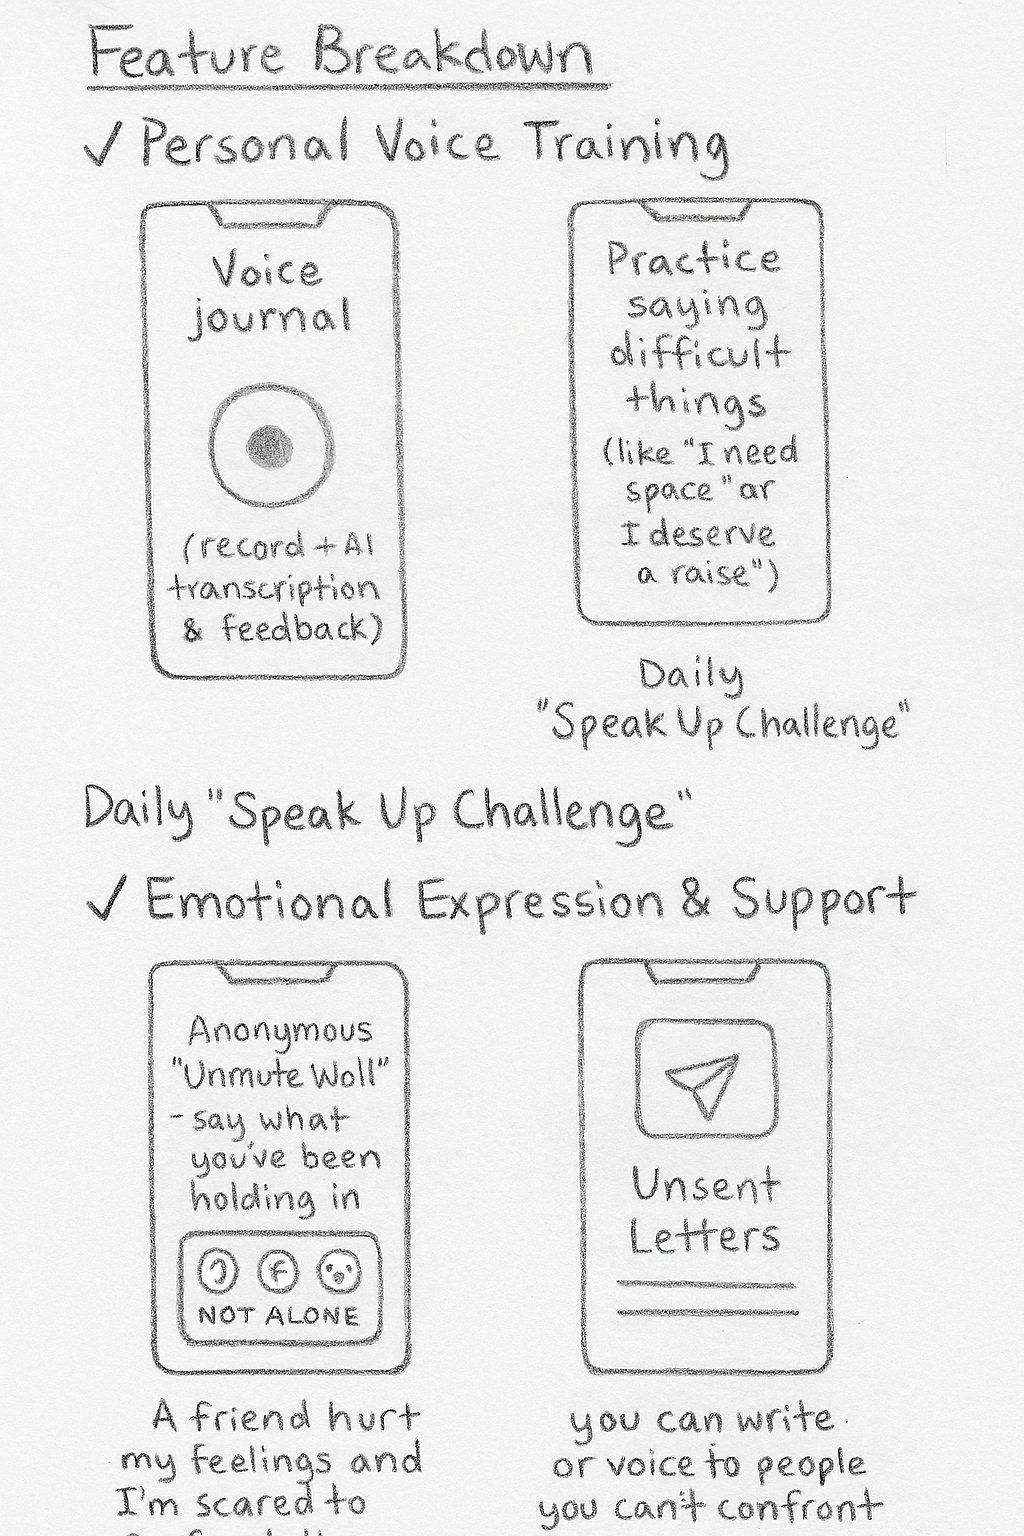 Feature Breakdown
✓ Personal Voice Training
Voice
journal
(record + AI
transcription
& feedback)
Practice
saying
difficult
things
(like "I need
space" ar
I deserve
a raise")
Daily
"Speak Up Challenge"
Daily "Speak Up Challenge"
✓ Emotional Expression & Support
Anonymous
"Unmute Woll"
- say what
you've been
holding in
NOT ALONE
A friend hurt
my feelings and
I'm scared to
Unsent
Letters
you can write
or voice to people
you can't confront